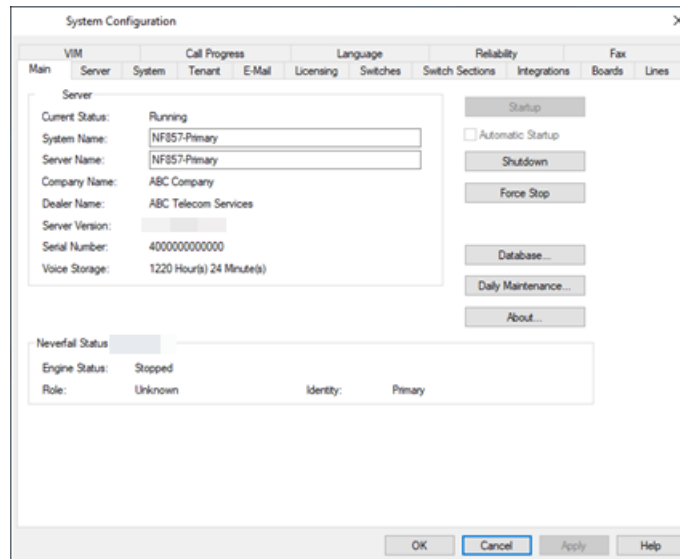 System Configuration
VIM Call Progress Language Reliability Fax
Main Server System Tenant E-Mail Licensing Switches Switch Sections Integrations Boards Lines
Server
Startup
Current Status: Running
Automatic Startup
System Name: NF857-Primary
Server Name: NF857-Primary
Shutdown
Company Name: ABC Company
Force Stop
Dealer Name: ABC Telecom Services
Server Version:
Serial Number: 4000000000000
Database...
Voice Storage: 1220 Hour(s) 24 Minute(s)
Daily Maintenance...
About...
Neverfail Status
Engine Status: Stopped
Role: Unknown Identity: Primary
OK Cancel Apply Help